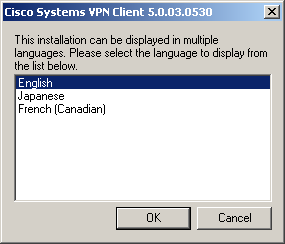 Cisco Systems VPN Client 5.0.03.0530
This installation can be displayed in multiple
languages. Please select the language to display from
the list below.
English
Japanese
French (Canadian)
OK
Cancel